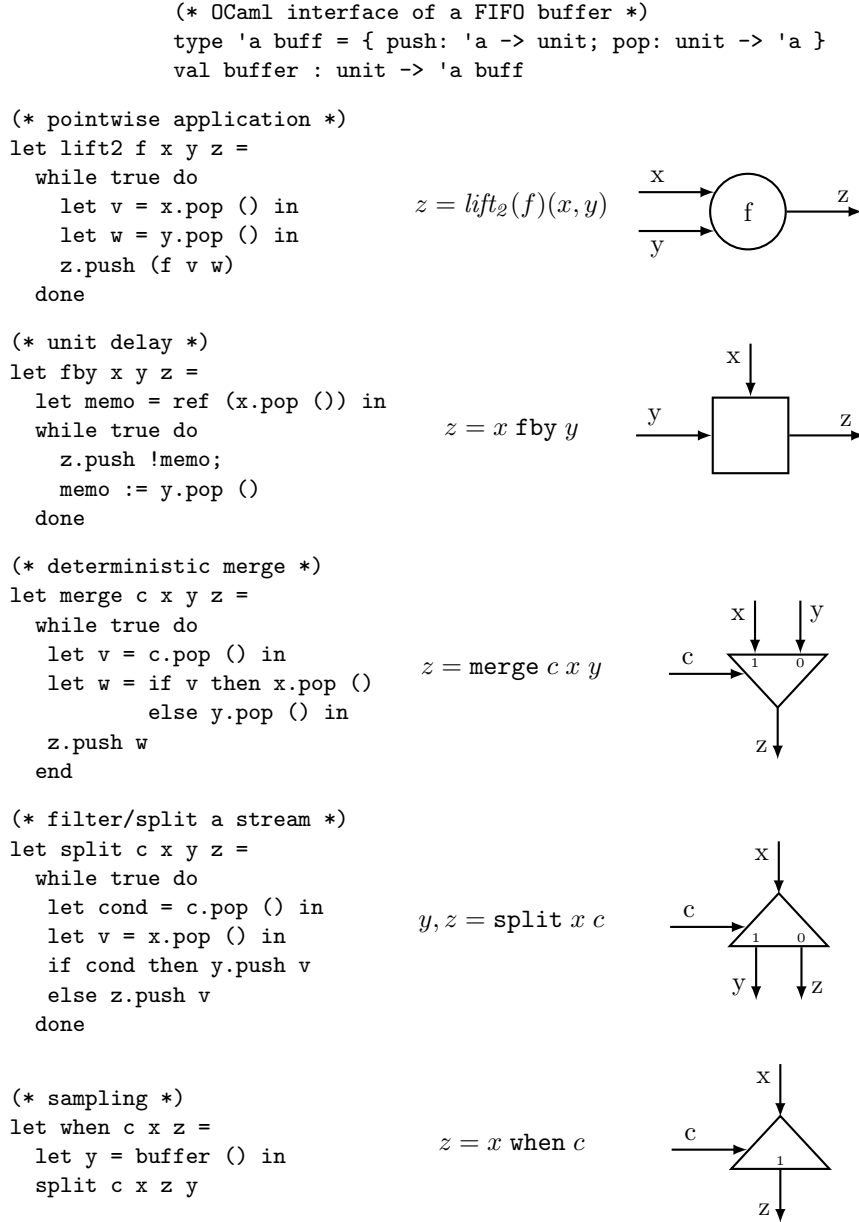 (* OCaml interface of a FIFO buffer *)
type 'a buff = { push: 'a -> unit; pop: unit -> 'a }
val buffer : unit -> 'a buff
(* pointwise application *)
let lift2 f x y z =
  while true do
    let v = x.pop () in
    let w = y.pop () in
    z.push (f v w)
  done
z = lift₂(f)(x, y)
x
y
f
z
(* unit delay *)
let fby x y z =
  let memo = ref (x.pop ()) in
  while true do
    z.push !memo;
    memo := y.pop ()
  done
z = x fby y
x
y
z
(* deterministic merge *)
let merge c x y z =
  while true do
   let v = c.pop () in
   let w = if v then x.pop ()
           else y.pop () in
   z.push w
  end
z = merge c x y
x y
c
1 0
z
(* filter/split a stream *)
let split c x y z =
  while true do
   let cond = c.pop () in
   let v = x.pop () in
   if cond then y.push v
   else z.push v
  done
y, z = split x c
x
c
1 0
y z
(* sampling *)
let when c x z =
  let y = buffer () in
  split c x z y
z = x when c
x
c
1
z